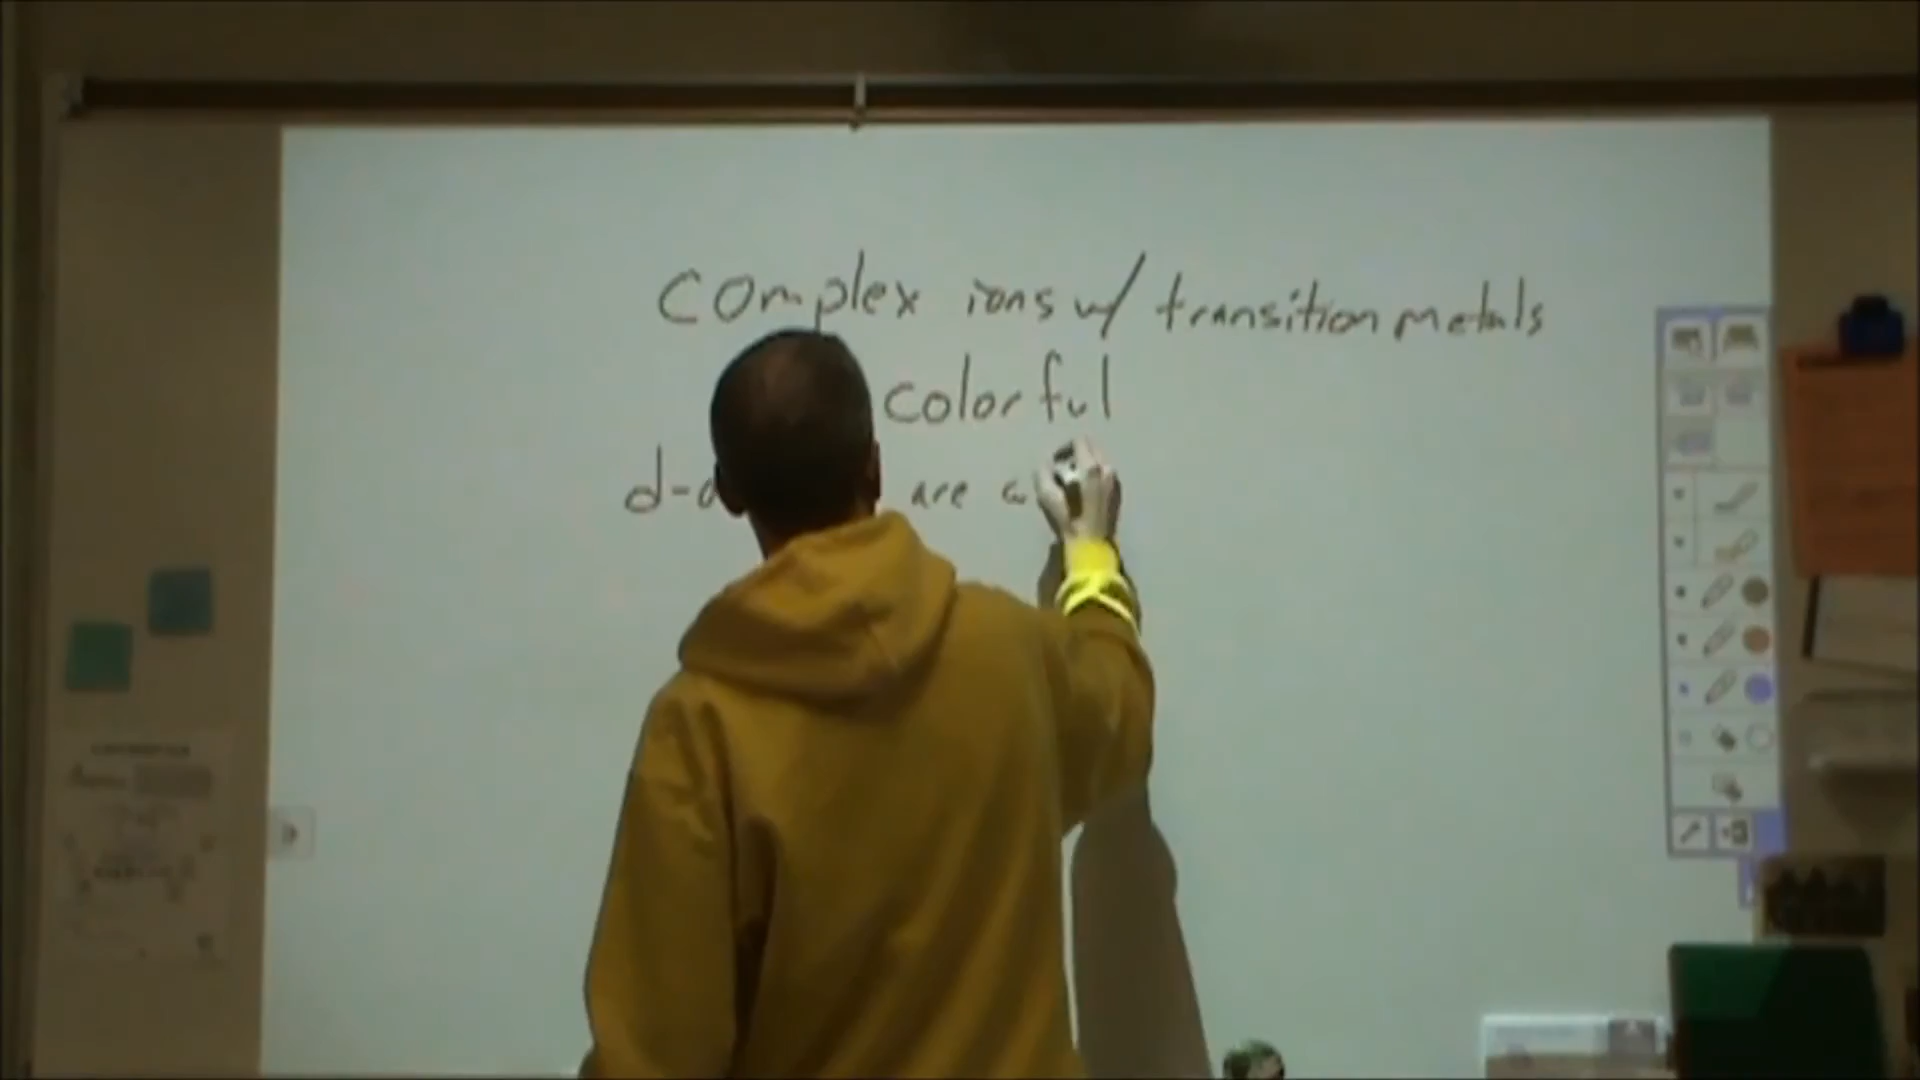 complex ions w/ transition metals
colorful
are